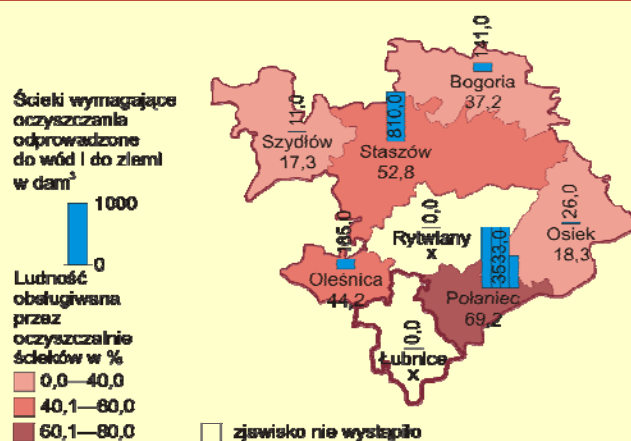 141,0
Bogoria
37,2
Ścieki wymagające
oczyszczania
odprowadzone
do wód i do ziemi
w dam³
1000
0
11,0
Szydłów
17,3
810,0
Staszów
52,8
0,0
Rytwiany
x
26,0
Osiek
18,3
165,0
Oleśnica
44,2
3533,0
Połaniec
69,2
0,0
Łubnice
x
Ludność
obsługiwana
przez
oczyszczalnie
ścieków w %
0,0—40,0
40,1—60,0
60,1—80,0
zjawisko nie wystąpiło